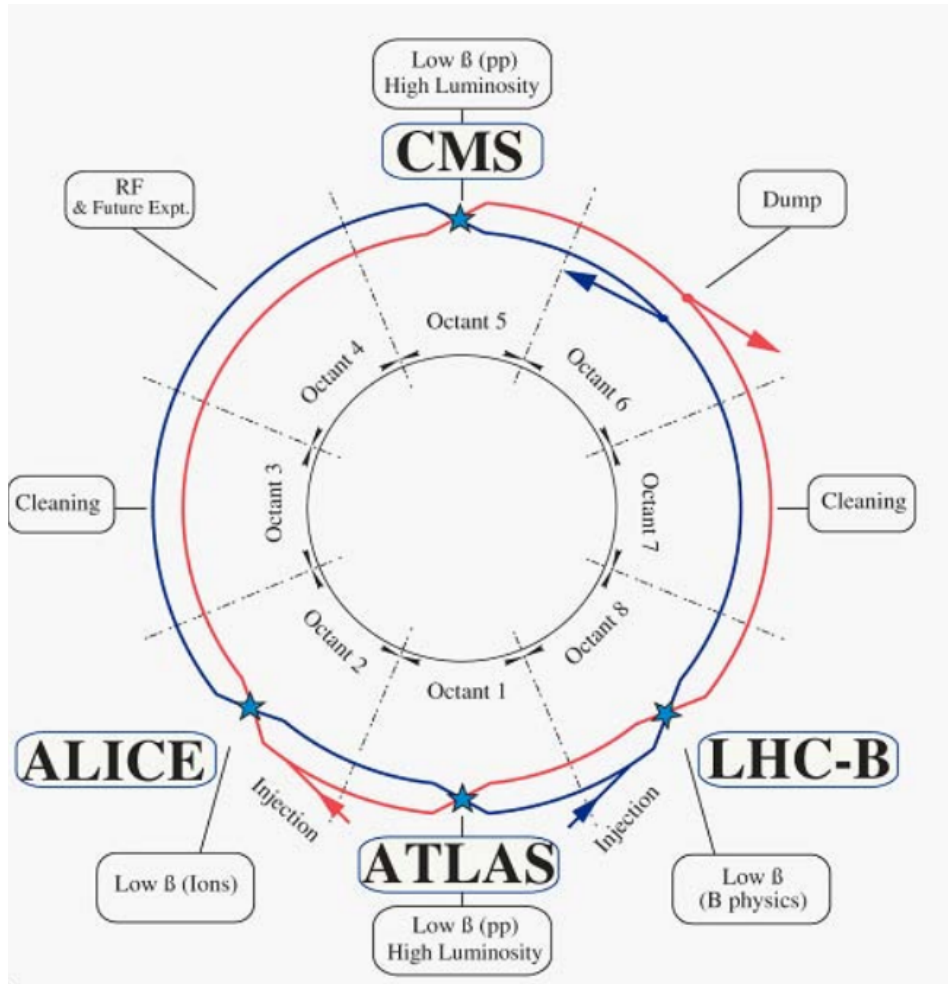 Low ß (pp)
High Luminosity
CMS
RF
& Future Expt.
Dump
Octant 5
Octant 4
Octant 6
Cleaning
Octant 3
Octant 7
Cleaning
Octant 2
Octant 8
Octant 1
ALICE
LHC-B
Injection
Injection
ATLAS
Low ß (Ions)
Low ß
(B physics)
Low ß (pp)
High Luminosity